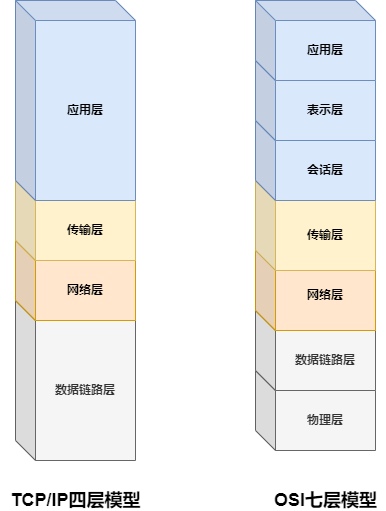 应用层
传输层
网络层
数据链路层
TCP/IP四层模型
应用层
表示层
会话层
传输层
网络层
数据链路层
物理层
OSI七层模型